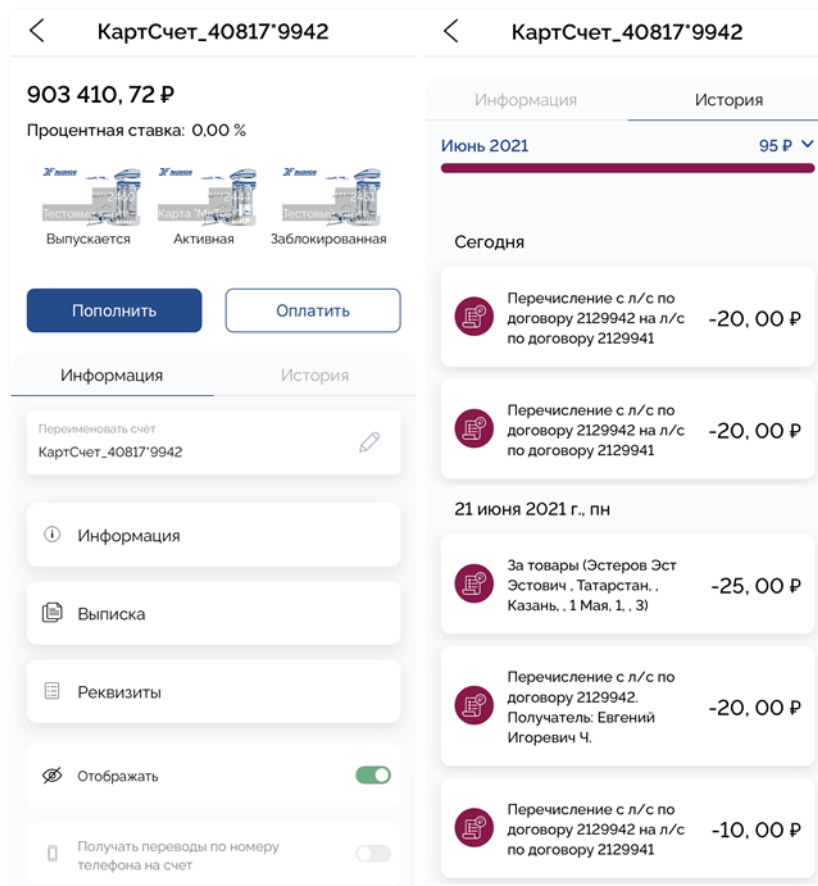 КартСчет_40817*9942
903 410, 72 ₽
Процентная ставка: 0,00 %
Выпускается
Активная
Заблокированная
Пополнить
Оплатить
Информация
История
Переименовать счёт
КартСчет_40817*9942
Информация
Выписка
Реквизиты
Отображать
Получать переводы по номеру
телефона на счет
КартСчет_40817*9942
Информация
История
Июнь 2021
95 ₽
Сегодня
Перечисление с л/с по
договору 2129942 на л/с
по договору 2129941
-20, 00 ₽
Перечисление с л/с по
договору 2129942 на л/с
по договору 2129941
-20, 00 ₽
21 июня 2021 г., пн
За товары (Эстеров Эст
Эстович , Татарстан, ,
Казань, , 1 Мая, 1, , 3)
-25, 00 ₽
Перечисление с л/с по
договору 2129942.
Получатель: Евгений
Игоревич Ч.
-20, 00 ₽
Перечисление с л/с по
договору 2129942 на л/с
по договору 2129941
-10, 00 ₽